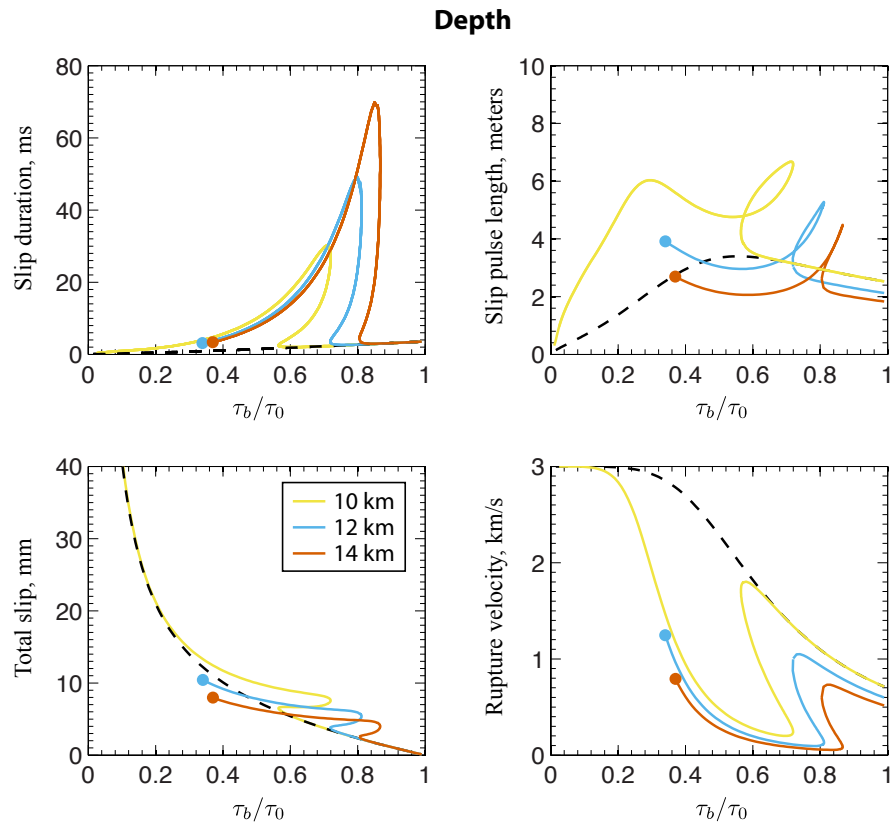 Depth
Slip duration, ms
80
60
40
20
0
0 0.2 0.4 0.6 0.8 1
τb/τ0
Slip pulse length, meters
10
8
6
4
2
0
0 0.2 0.4 0.6 0.8 1
τb/τ0
Total slip, mm
40
30
20
10
0
0 0.2 0.4 0.6 0.8 1
τb/τ0
10 km
12 km
14 km
Rupture velocity, km/s
3
2
1
0
0 0.2 0.4 0.6 0.8 1
τb/τ0